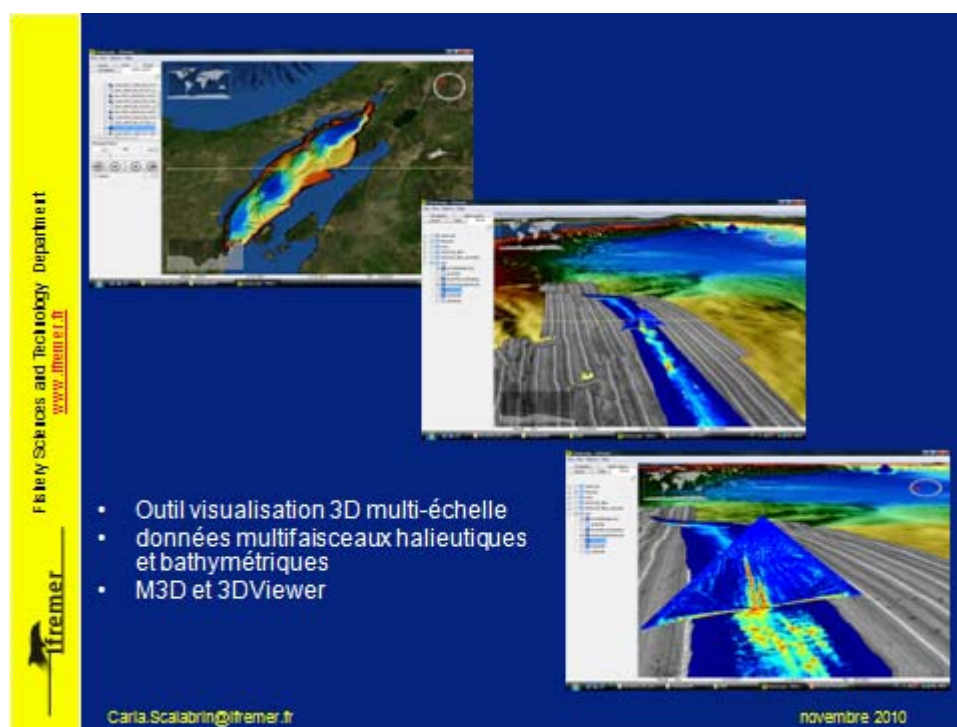 Fishery Sciences and Technology Department
www.ifremer.fr
Ifremer
• Outil visualisation 3D multi-échelle
• données multifaisceaux halieutiques
et bathymétriques
• M3D et 3DViewer
Carla.Scalabrin@ifremer.fr
novembre 2010